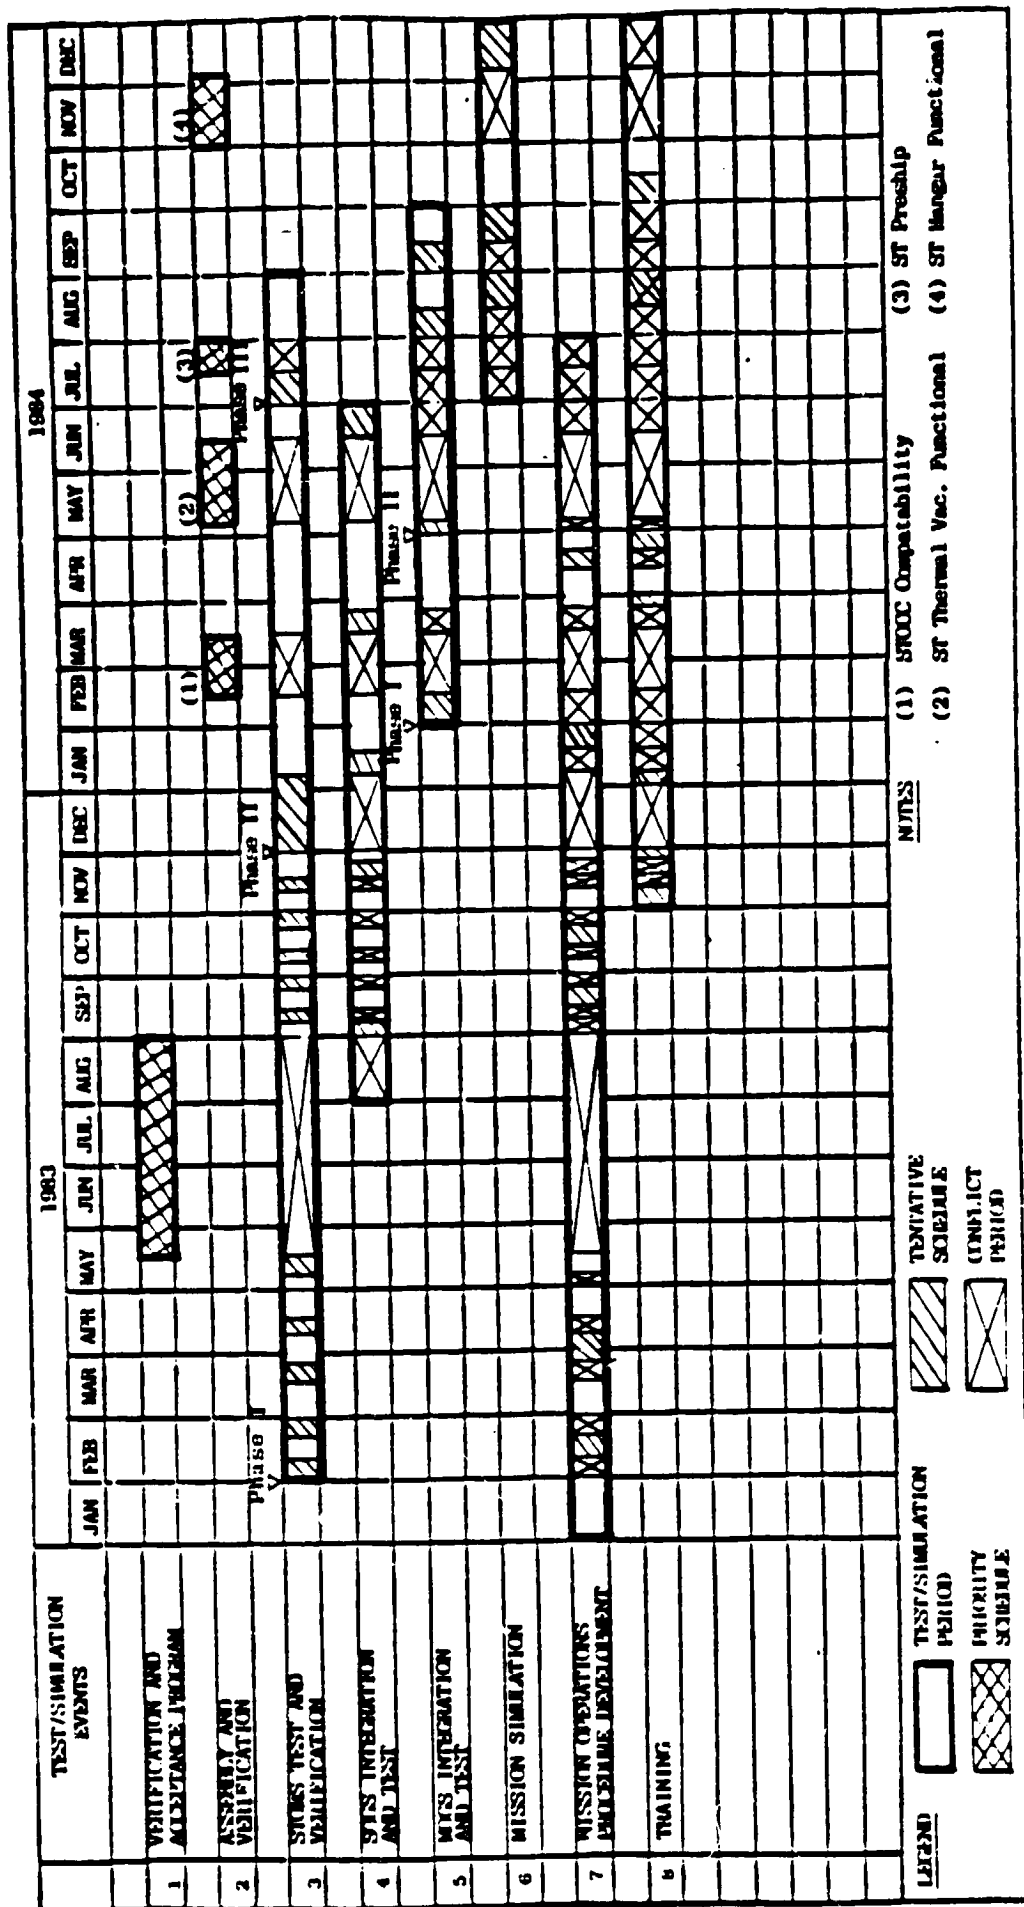 TEST/SIMULATION
EVENTS
1983
1984
JAN FEB MAR APR MAY JUN JUL AUG SEP OCT NOV DEC JAN FEB MAR APR MAY JUN JUL AUG SEP OCT NOV DEC
1
VERIFICATION AND
ACCEPTANCE PROGRAM
2
ASSEMBLY AND
VERIFICATION
(1)
(2)
(3)
(4)
3
STOMS TEST AND
VERIFICATION
Phase I
Phase II
Phase III
4
SOGS INTEGRATION
AND TEST
5
MOGS INTEGRATION
AND TEST
Phase I
Phase II
6
MISSION SIMULATION
7
MISSION OPERATIONS
PROCEDURE DEVELOPMENT
8
TRAINING
LEGEND
TEST/SIMULATION
PERIOD
PRIORITY
SCHEDULE
TENTATIVE
SCHEDULE
CONFLICT
PERIOD
NOTES
(1) STOCC Compatability
(2) ST Thermal Vac. Functional
(3) ST Preship
(4) ST Hangar Functional